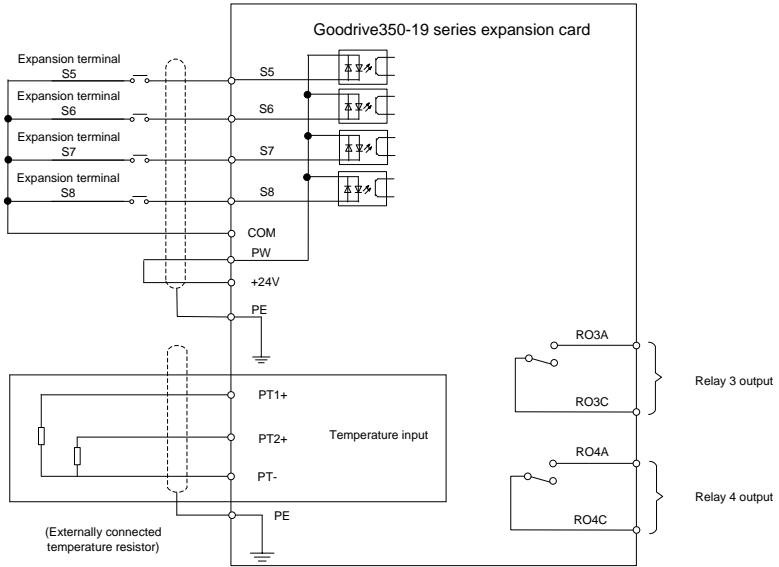 Goodrive350-19 series expansion card
Expansion terminal
S5
S5
Expansion terminal
S6
S6
Expansion terminal
S7
S7
Expansion terminal
S8
S8
COM
PW
+24V
PE
RO3A
Relay 3 output
RO3C
PT1+
PT2+
Temperature input
PT-
RO4A
Relay 4 output
RO4C
PE
(Externally connected
temperature resistor)